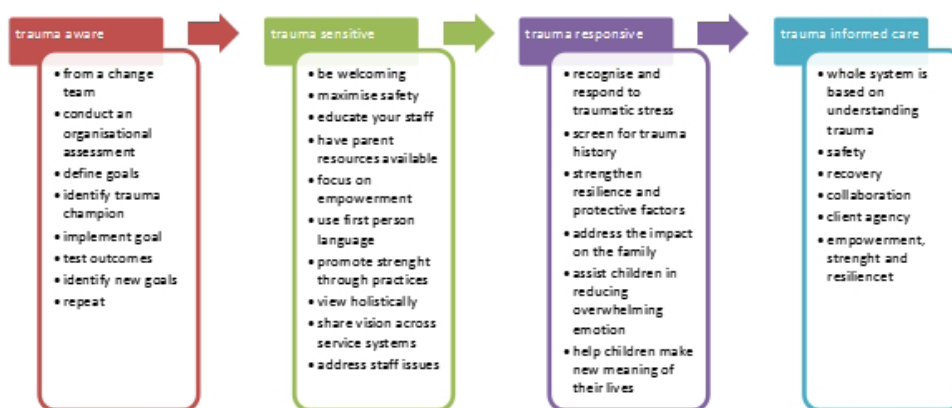 trauma aware
• from a change
team
• conduct an
organisational
assessment
• define goals
• identify trauma
champion
• implement goal
• test outcomes
• identify new goals
• repeat
trauma sensitive
• be welcoming
• maximise safety
• educate your staff
• have parent
resources available
• focus on
empowerment
• use first person
language
• promote strenght
through practices
• view holistically
• share vision across
service systems
• address staff issues
trauma responsive
• recognise and
respond to
traumatic stress
• screen for trauma
history
• strengthen
resilience and
protective factors
• address the impact
on the family
• assist children in
reducing
overwhelming
emotion
• help children make
new meaning of
their lives
trauma informed care
• whole system is
based on
understanding
trauma
• safety
• recovery
• collaboration
• client agency
• empowerment,
strenght and
resiliencet